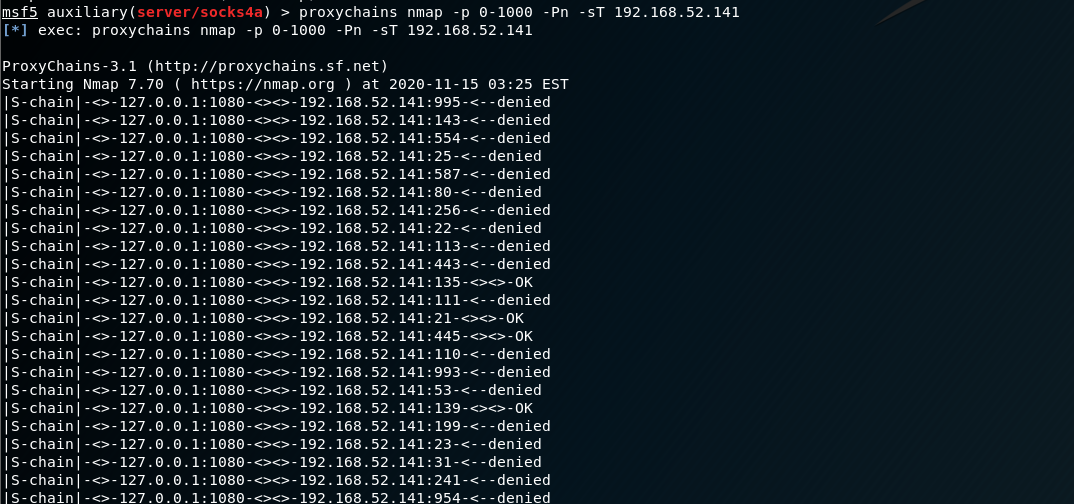 msf5 auxiliary(server/socks4a) > proxychains nmap -p 0-1000 -Pn -sT 192.168.52.141
[*] exec: proxychains nmap -p 0-1000 -Pn -sT 192.168.52.141
ProxyChains-3.1 (http://proxychains.sf.net)
Starting Nmap 7.70 ( https://nmap.org ) at 2020-11-15 03:25 EST
|S-chain|-<>-127.0.0.1:1080-<><>-192.168.52.141:995-<--denied
|S-chain|-<>-127.0.0.1:1080-<><>-192.168.52.141:143-<--denied
|S-chain|-<>-127.0.0.1:1080-<><>-192.168.52.141:554-<--denied
|S-chain|-<>-127.0.0.1:1080-<><>-192.168.52.141:25-<--denied
|S-chain|-<>-127.0.0.1:1080-<><>-192.168.52.141:587-<--denied
|S-chain|-<>-127.0.0.1:1080-<><>-192.168.52.141:80-<--denied
|S-chain|-<>-127.0.0.1:1080-<><>-192.168.52.141:256-<--denied
|S-chain|-<>-127.0.0.1:1080-<><>-192.168.52.141:22-<--denied
|S-chain|-<>-127.0.0.1:1080-<><>-192.168.52.141:113-<--denied
|S-chain|-<>-127.0.0.1:1080-<><>-192.168.52.141:443-<--denied
|S-chain|-<>-127.0.0.1:1080-<><>-192.168.52.141:135-<><>-OK
|S-chain|-<>-127.0.0.1:1080-<><>-192.168.52.141:111-<--denied
|S-chain|-<>-127.0.0.1:1080-<><>-192.168.52.141:21-<><>-OK
|S-chain|-<>-127.0.0.1:1080-<><>-192.168.52.141:445-<><>-OK
|S-chain|-<>-127.0.0.1:1080-<><>-192.168.52.141:110-<--denied
|S-chain|-<>-127.0.0.1:1080-<><>-192.168.52.141:993-<--denied
|S-chain|-<>-127.0.0.1:1080-<><>-192.168.52.141:53-<--denied
|S-chain|-<>-127.0.0.1:1080-<><>-192.168.52.141:139-<><>-OK
|S-chain|-<>-127.0.0.1:1080-<><>-192.168.52.141:199-<--denied
|S-chain|-<>-127.0.0.1:1080-<><>-192.168.52.141:23-<--denied
|S-chain|-<>-127.0.0.1:1080-<><>-192.168.52.141:31-<--denied
|S-chain|-<>-127.0.0.1:1080-<><>-192.168.52.141:241-<--denied
|S-chain|-<>-127.0.0.1:1080-<><>-192.168.52.141:954-<--denied